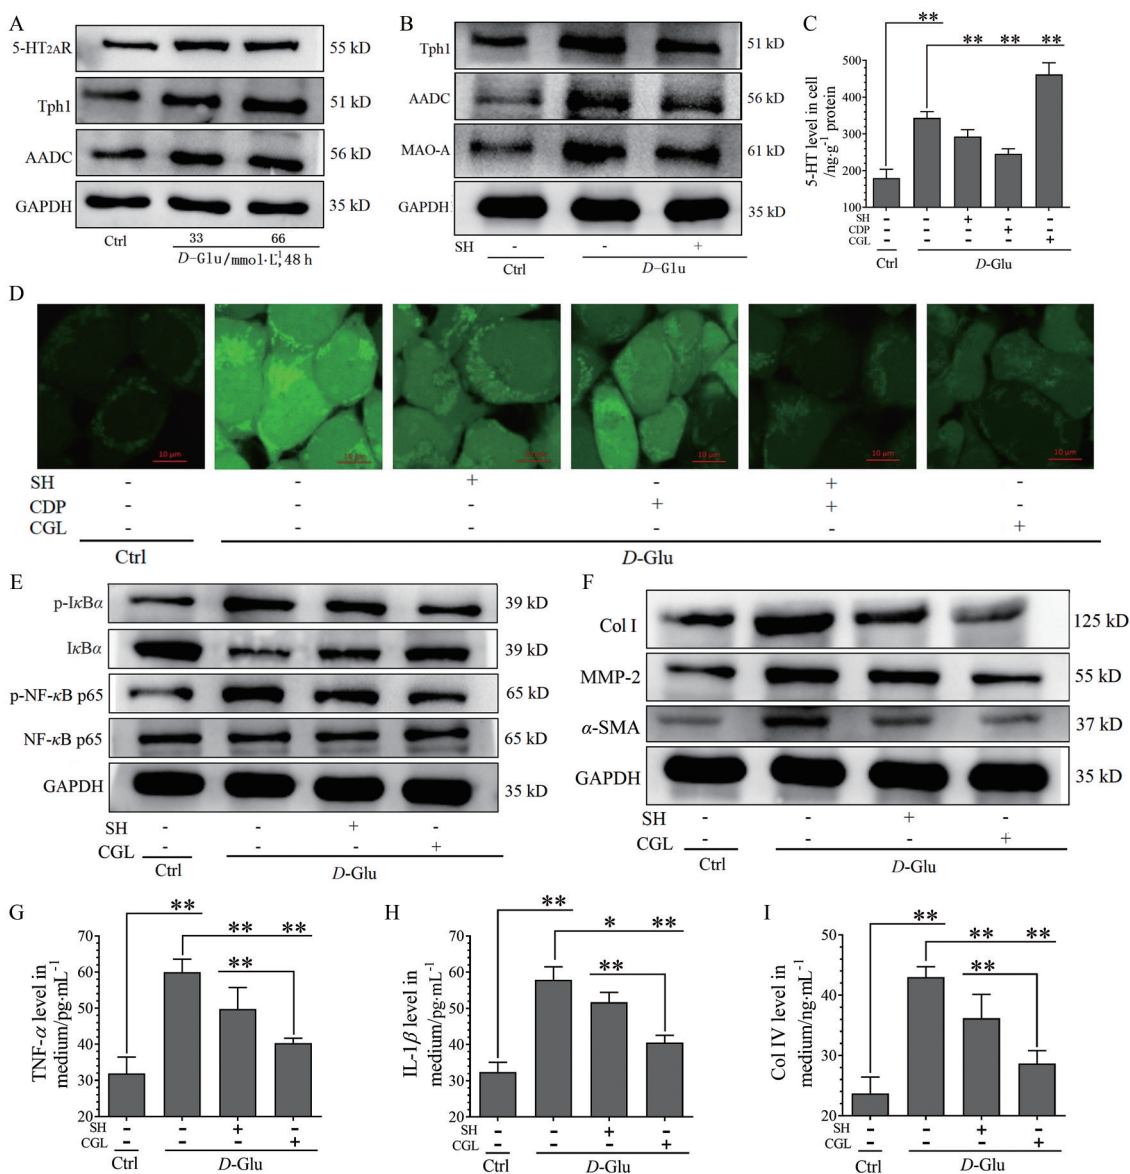 A
5-HT2AR
55 kD
Tph1
51 kD
AADC
56 kD
GAPDH
35 kD
Ctrl
33
66
D-Glu/mmol·L-1, 48 h
B
Tph1
51 kD
AADC
56 kD
MAO-A
61 kD
GAPDH
35 kD
SH - - +
Ctrl
D-Glu
C
** 
** ** **
5-HT level in cell
/ng·g-1 protein
500
400
300
200
100
SH - - + - -
CDP - - - + -
CGL - - - - +
Ctrl
D-Glu
D
10 μm
10 μm
10 μm
10 μm
10 μm
10 μm
SH - - + - + -
CDP - - - + + -
CGL - - - - - +
Ctrl
D-Glu
E
p-IκBα
39 kD
IκBα
39 kD
p-NF-κB p65
65 kD
NF-κB p65
65 kD
GAPDH
35 kD
SH - - + -
CGL - - - +
Ctrl
D-Glu
F
Col I
125 kD
MMP-2
55 kD
α-SMA
37 kD
GAPDH
35 kD
SH - - + -
CGL - - - +
Ctrl
D-Glu
G
**
** **
**
TNF-α level in
medium/pg·mL-1
70
60
50
40
30
20
SH - - + -
CGL - - - +
Ctrl
D-Glu
H
**
* **
**
IL-1β level in
medium/pg·mL-1
70
60
50
40
30
20
SH - - + -
CGL - - - +
Ctrl
D-Glu
I
**
** **
**
Col IV level in
medium/ng·mL-1
50
40
30
20
SH - - + -
CGL - - - +
Ctrl
D-Glu